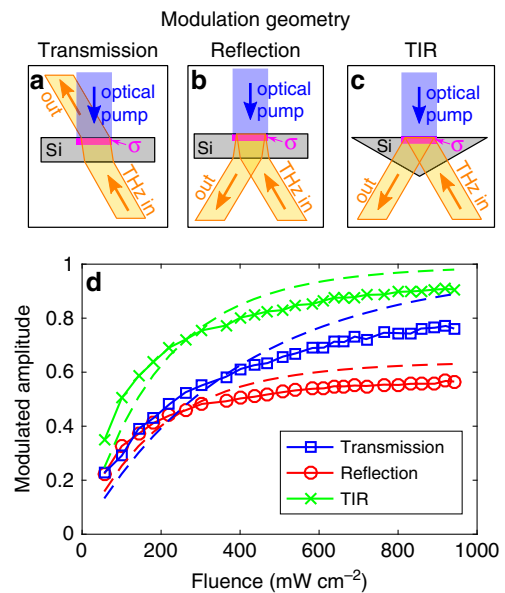 Modulation geometry
Transmission
Reflection
TIR
a
out
optical
pump
Si
σ
THz in
b
optical
pump
Si
σ
out
THz in
c
optical
pump
Si
σ
out
THz in
d
Modulated amplitude
1
0.8
0.6
0.4
0.2
0
Transmission
Reflection
TIR
0
200
400
600
800
1000
Fluence (mW cm⁻²)